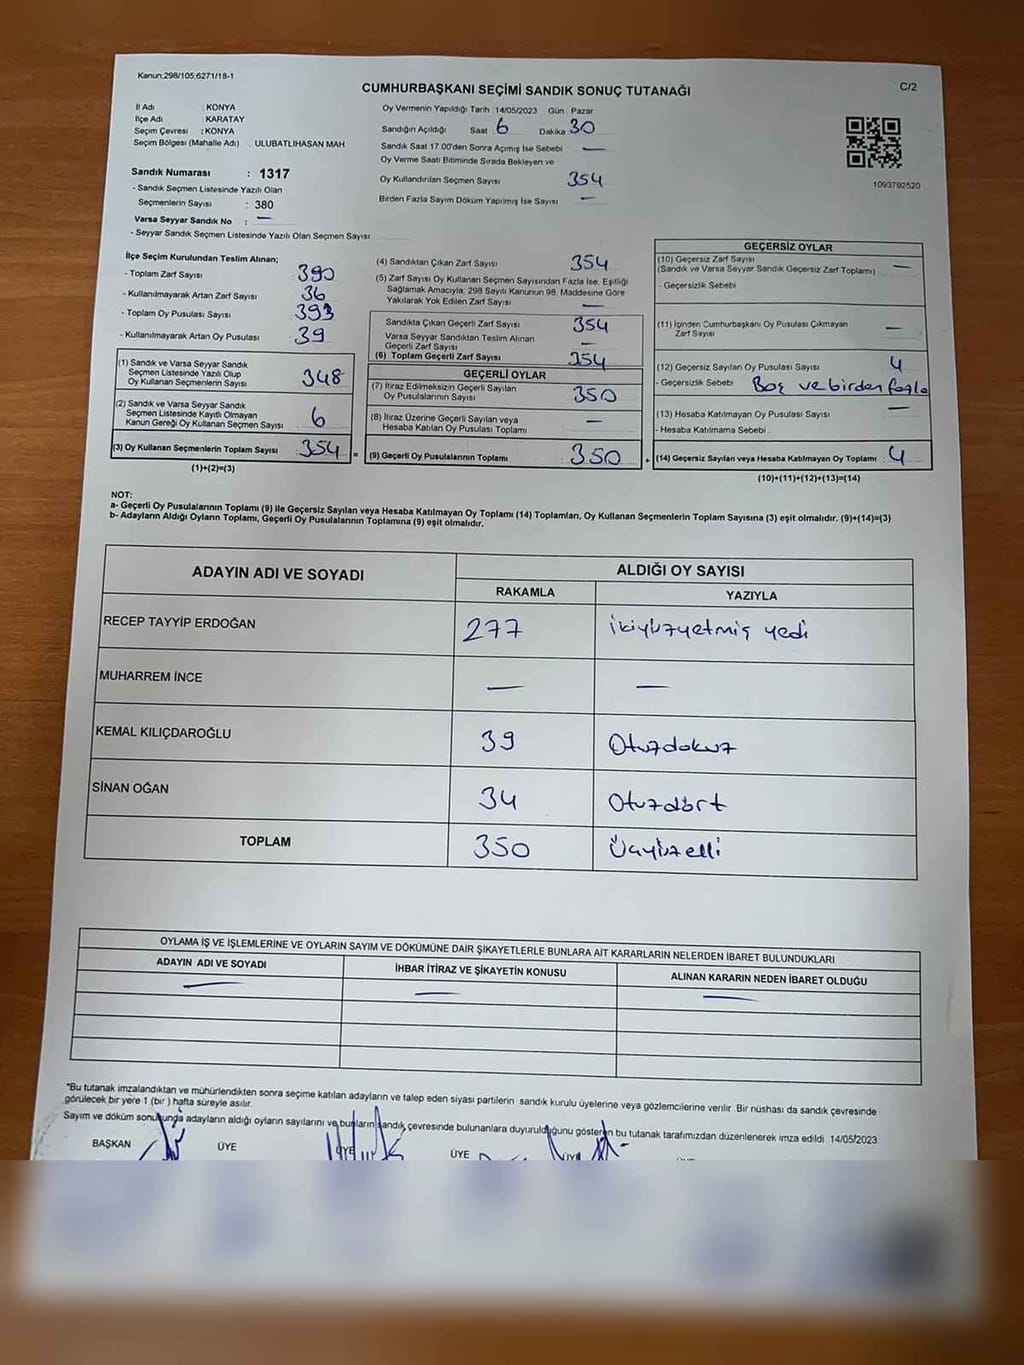 Kanun;298/105,6271/18-1
C/2
CUMHURBAŞKANI SEÇİMİ SANDIK SONUÇ TUTANAĞI
İl Adı : KONYA
İlçe Adı : KARATAY
Seçim Çevresi : KONYA
Seçim Bölgesi (Mahalle Adı) . ULUBATLIHASAN MAH
Oy Vermenin Yapıldığı Tarih : 14/05/2023 Gün : Pazar
Sandığın Açıldığı Saat 6 Dakika 30
Sandık Saat 17.00'den Sonra Açımış İse Sebebi —
Oy Verme Saati Bitiminde Sırada Bekleyen ve
Oy Kullandırılan Seçmen Sayısı 354
Birden Fazla Sayım Döküm Yapılmış İse Sayısı —
1093792520
Sandık Numarası : 1317
- Sandık Seçmen Listesinde Yazılı Olan
Seçmenlerin Sayısı : 380
Varsa Seyyar Sandık No : —
- Seyyar Sandık Seçmen Listesinde Yazılı Olan Seçmen Sayısı:
İlçe Seçim Kurulundan Teslim Alınan;
- Toplam Zarf Sayısı 390
- Kullanılmayarak Artan Zarf Sayısı 36
- Toplam Oy Pusulası Sayısı 393
- Kullanılmayarak Artan Oy Pusulası : 39
(1) Sandık ve Varsa Seyyar Sandık
Seçmen Listesinde Yazılı Olup
Oy Kullanan Seçmenlerin Sayısı 348
(2) Sandık ve Varsa Seyyar Sandık
Seçmen Listesinde Kayıtlı Olmayan
Kanun Gereği Oy Kullanan Seçmen Sayısı 6
(3) Oy Kullanan Seçmenlerin Toplam Sayısı : 354
(1)+(2)=(3)
(4) Sandıktan Çıkan Zarf Sayısı 354
(5) Zarf Sayısı Oy Kullanan Seçmen Sayısından Fazla İse, Eşitliği
Sağlamak Amacıyla, 298 Sayılı Kanunun 98. Maddesine Göre
Yakılarak Yok Edilen Zarf Sayısı —
Sandıkta Çıkan Geçerli Zarf Sayısı 354
Varsa Seyyar Sandıktan Teslim Alınan
Geçerli Zarf Sayısı —
(6) Toplam Geçerli Zarf Sayısı 354
GEÇERLİ OYLAR
(7) İtiraz Edilmeksizin Geçerli Sayılan
Oy Pusulalarının Sayısı 350
(8) İtiraz Üzerine Geçerli Sayılan veya
Hesaba Katılan Oy Pusulası Toplamı —
= (9) Geçerli Oy Pusulalarının Toplamı : 350
GEÇERSİZ OYLAR
(10) Geçersiz Zarf Sayısı
(Sandık ve Varsa Seyyar Sandık Geçersiz Zarf Toplamı) —
- Geçersizlik Sebebi
(11) İçinden Cumhurbaşkanı Oy Pusulası Çıkmayan
Zarf Sayısı —
(12) Geçersiz Sayılan Oy Pusulası Sayısı 4
- Geçersizlik Sebebi Boş ve birden fazla
(13) Hesaba Katılmayan Oy Pusulası Sayısı —
- Hesaba Katılmama Sebebi
+ (14) Geçersiz Sayılan veya Hesaba Katılmayan Oy Toplamı : 4
(10)+(11)+(12)+(13)=(14)
NOT:
a- Geçerli Oy Pusulalarının Toplamı (9) ile Geçersiz Sayılan veya Hesaba Katılmayan Oy Toplamı (14) Toplamları, Oy Kullanan Seçmenlerin Toplam Sayısına (3) eşit olmalıdır. (9)+(14)=(3)
b- Adayların Aldığı Oyların Toplamı, Geçerli Oy Pusulalarının Toplamına (9) eşit olmalıdır.
ADAYIN ADI VE SOYADI
ALDIĞI OY SAYISI
RAKAMLA YAZIYLA
RECEP TAYYİP ERDOĞAN 277 ikiyüzyetmiş yedi
MUHARREM İNCE — —
KEMAL KILIÇDAROĞLU 39 Otuzdokuz
SİNAN OĞAN 34 Otuzdört
TOPLAM 350 Üçyüzelli
OYLAMA İŞ VE İŞLEMLERİNE VE OYLARIN SAYIM VE DÖKÜMÜNE DAİR ŞİKAYETLERLE BUNLARA AİT KARARLARIN NELERDEN İBARET BULUNDUKLARI
ADAYIN ADI VE SOYADI İHBAR İTİRAZ VE ŞİKAYETİN KONUSU ALINAN KARARIN NEDEN İBARET OLDUĞU
— — —
"Bu tutanak imzalandıktan ve mühürlendikten sonra seçime katılan adayların ve talep eden siyasi partilerin sandık kurulu üyelerine veya gözlemcilerine verilir. Bir nüshası da sandık çevresinde
görülecek bir yere 1 (bir) hafta süreyle asılır.
Sayım ve döküm sonucunda adayların aldığı oyların sayılarını ve bunların sandık çevresinde bulunanlara duyurulduğunu gösteren bu tutanak tarafımızdan düzenlenerek imza edildi. 14/05/2023
BAŞKAN ÜYE ÜYE ÜYE ÜYE